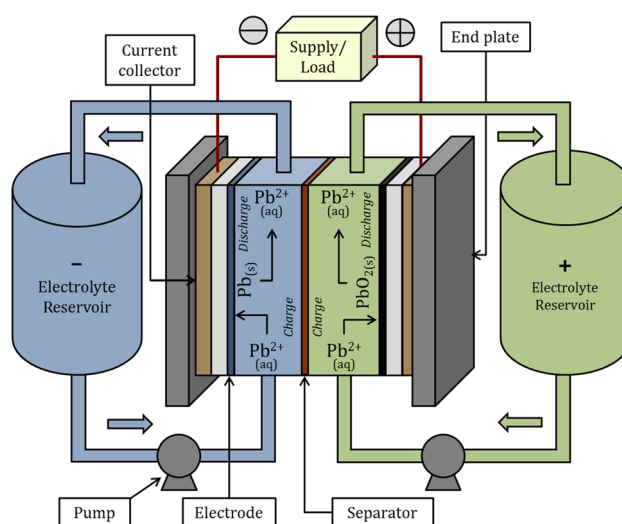 Supply/
Load
End plate
Current
collector
Pb²⁺
(aq)
Pb²⁺
(aq)
Discharge
Discharge
Pb(s)
PbO₂(s)
Charge
Charge
Pb²⁺
(aq)
Pb²⁺
(aq)
−
Electrolyte
Reservoir
+
Electrolyte
Reservoir
Pump
Electrode
Separator